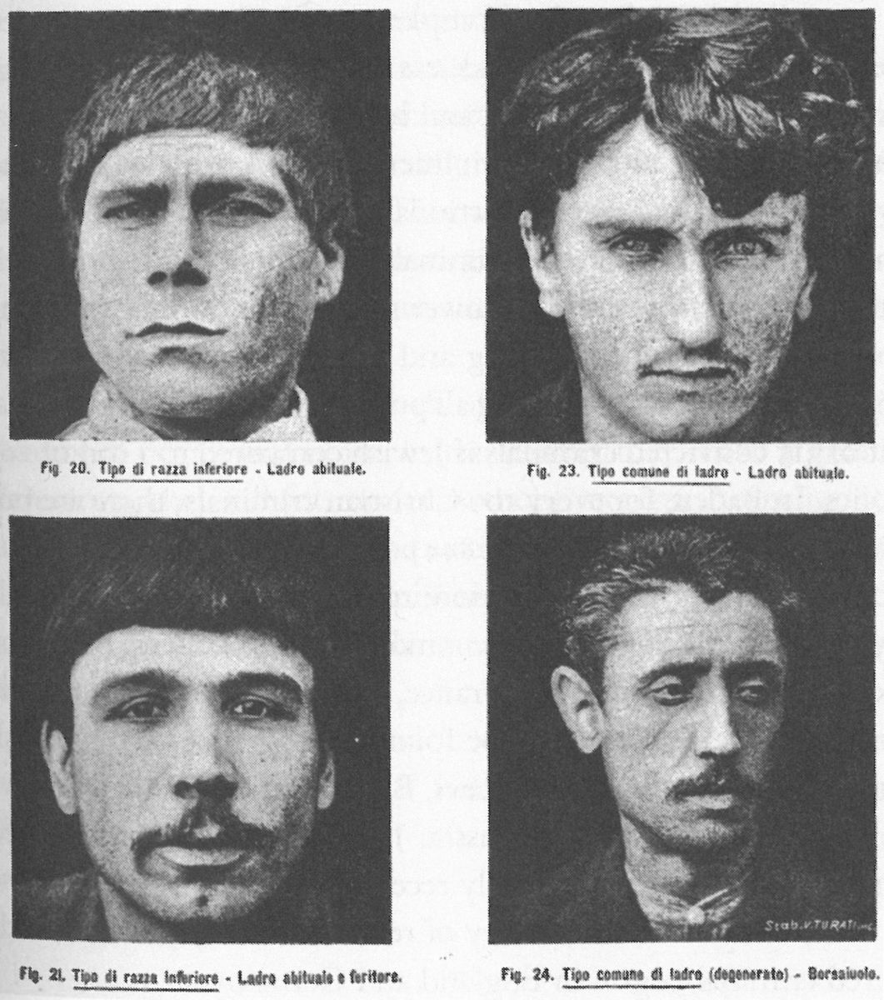 Fig. 20. Tipo di razza inferiore - Ladro abituale.
Fig. 23. Tipo comune di ladro - Ladro abituale.
Stab. V. TURATI inc.
Fig. 21. Tipo di razza inferiore - Ladro abituale e feritore.
Fig. 24. Tipo comune di ladro (degenerato) - Borsaiuolo.